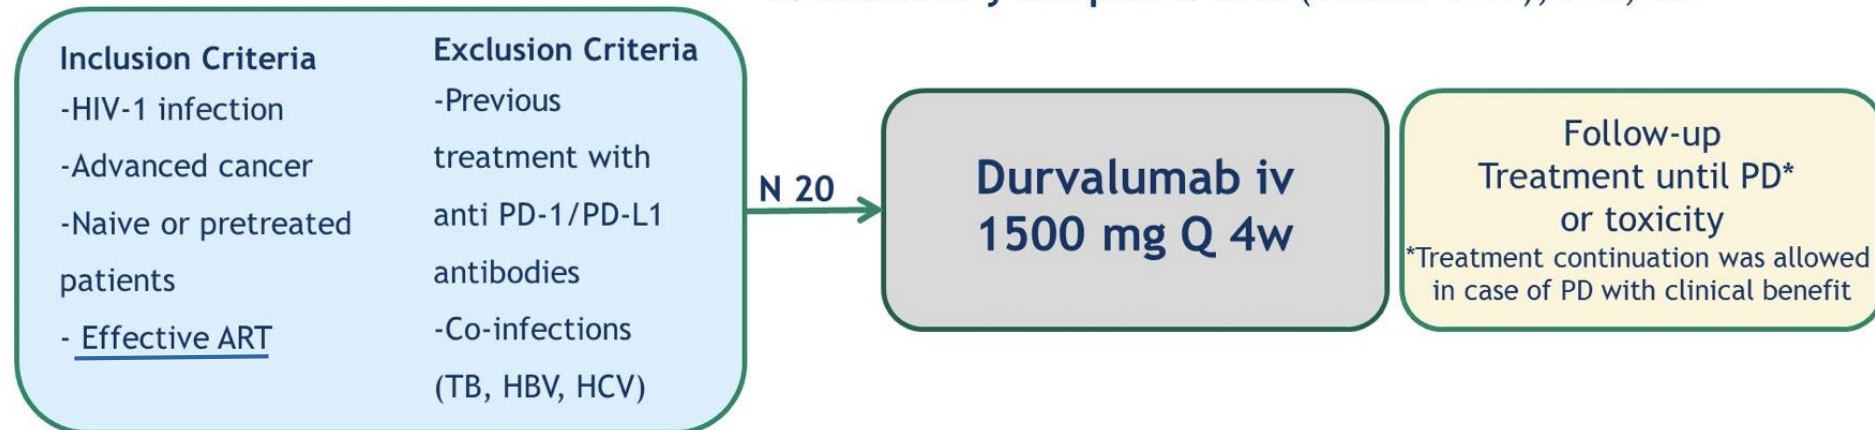 Inclusion Criteria
-HIV-1 infection
-Advanced cancer
-Naive or pretreated
patients
- Effective ART
Exclusion Criteria
-Previous
treatment with
anti PD-1/PD-L1
antibodies
-Co-infections
(TB, HBV, HCV)
N 20
Durvalumab iv
1500 mg Q 4w
Follow-up
Treatment until PD*
or toxicity
*Treatment continuation was allowed
in case of PD with clinical benefit